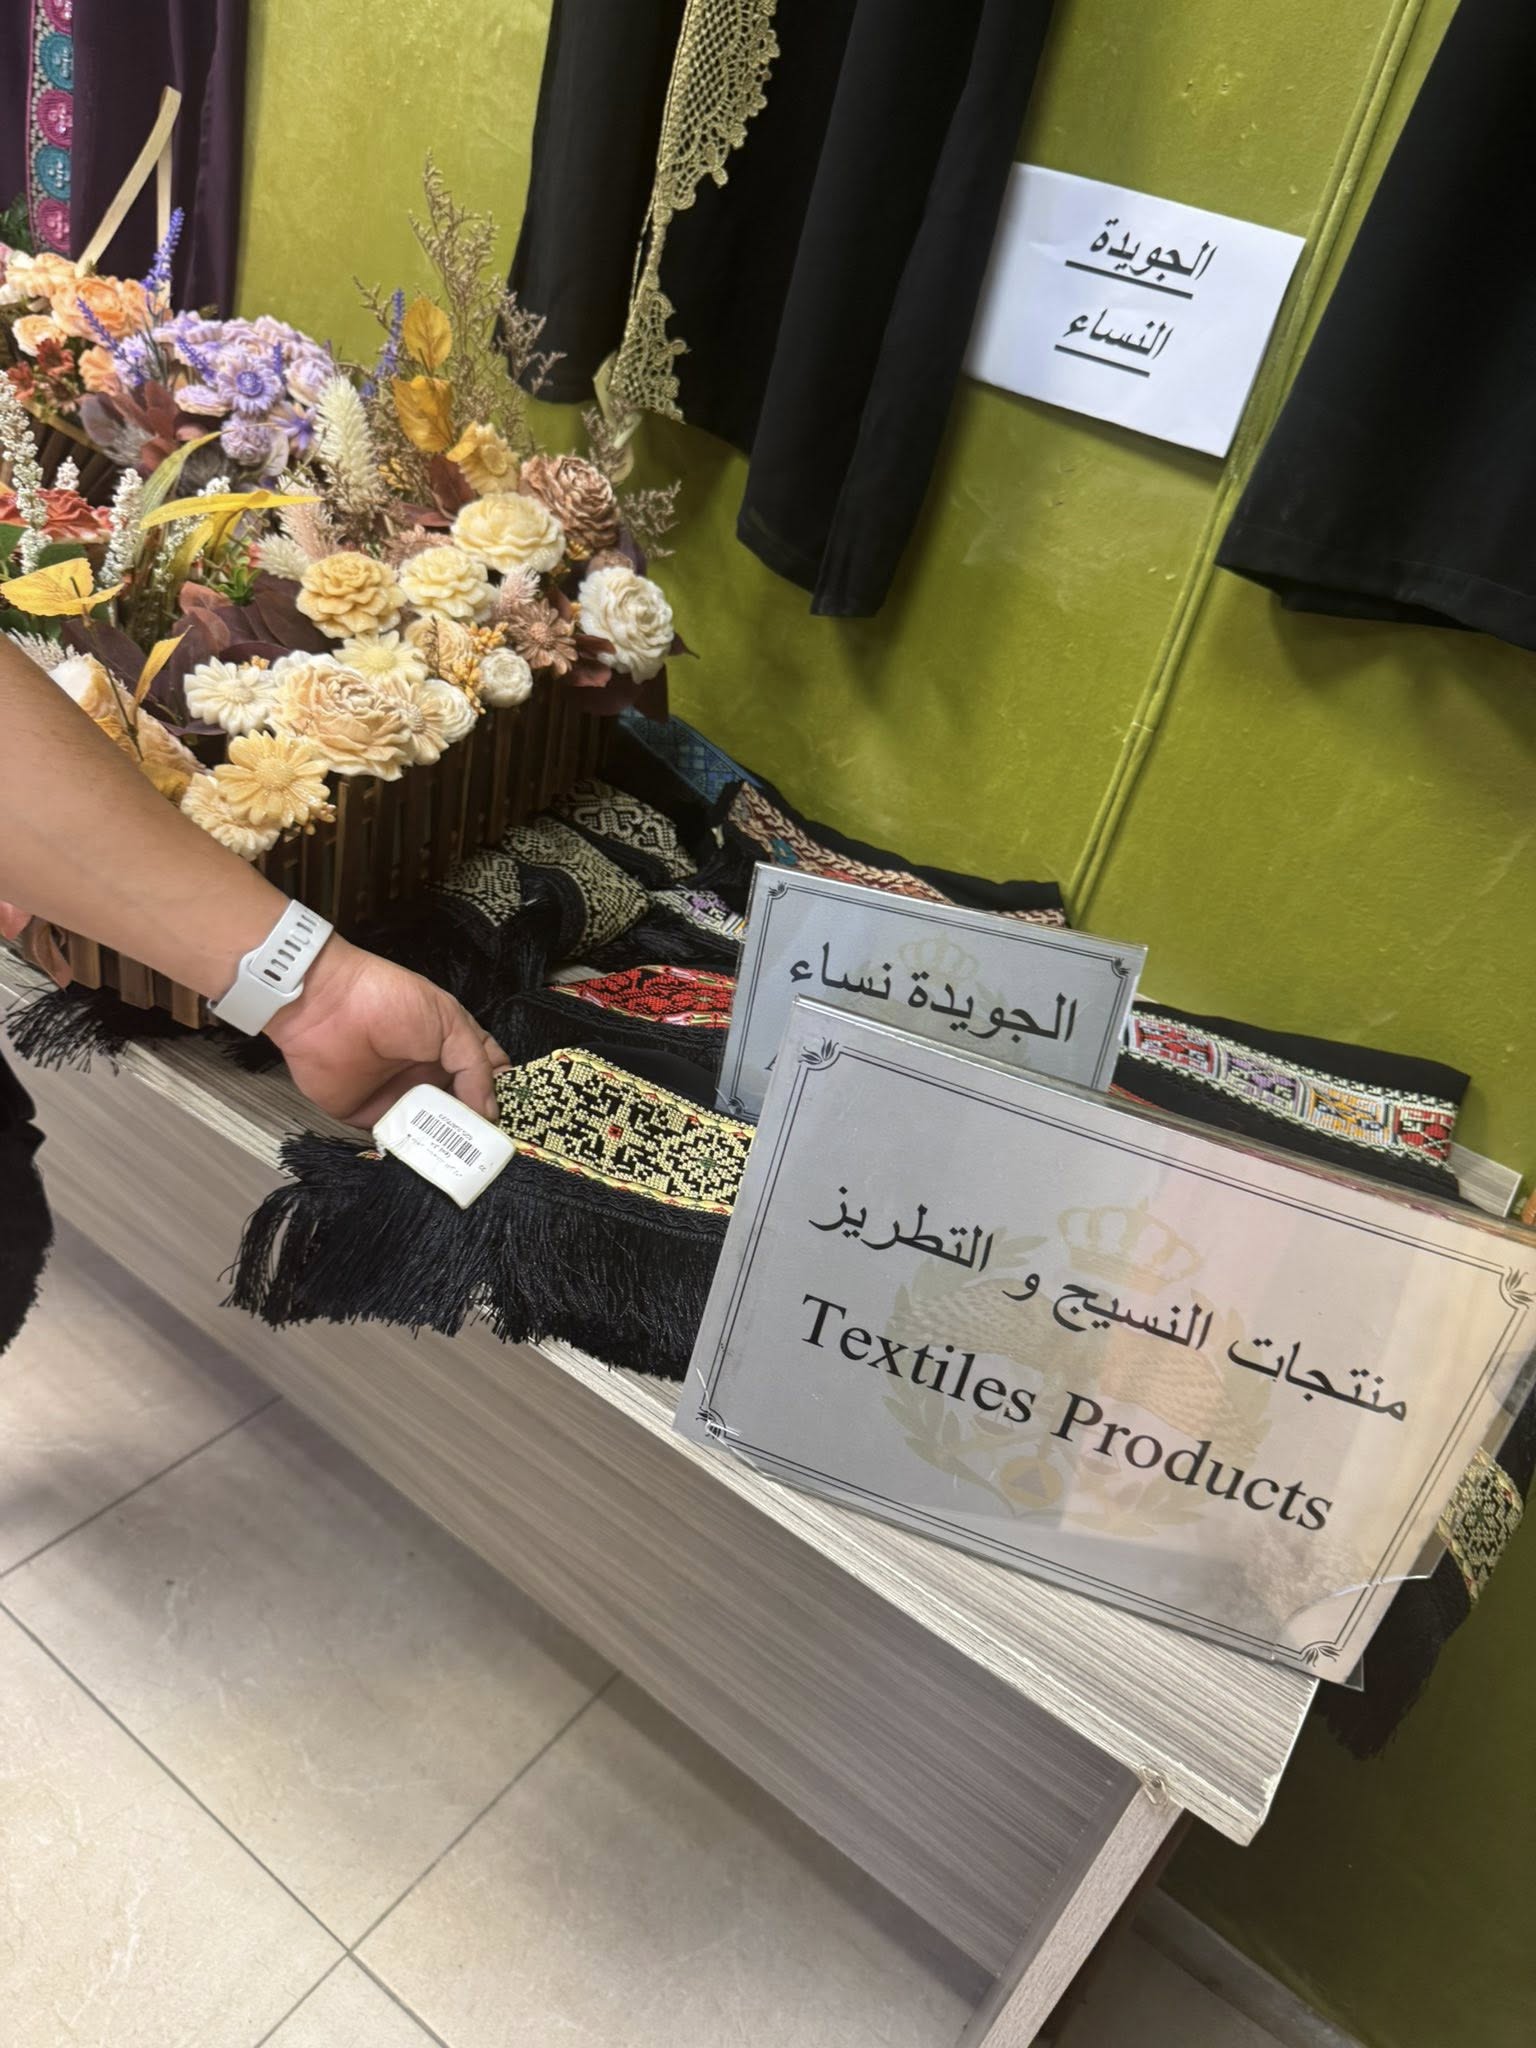 الجويدة
النساء
الجويدة نساء
منتجات النسيج و التطريز
Textiles Products